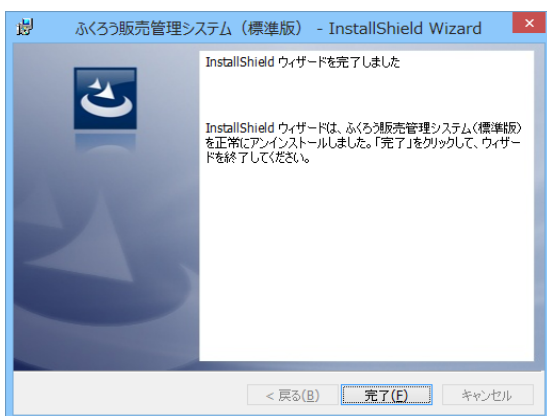 ふくろう販売管理システム（標準版） - InstallShield Wizard
InstallShield ウィザードを完了しました
InstallShield ウィザードは、ふくろう販売管理システム(標準版)
を正常にアンインストールしました。「完了」をクリックして、ウィザー
ドを終了してください。
< 戻る(B)
完了(F)
キャンセル